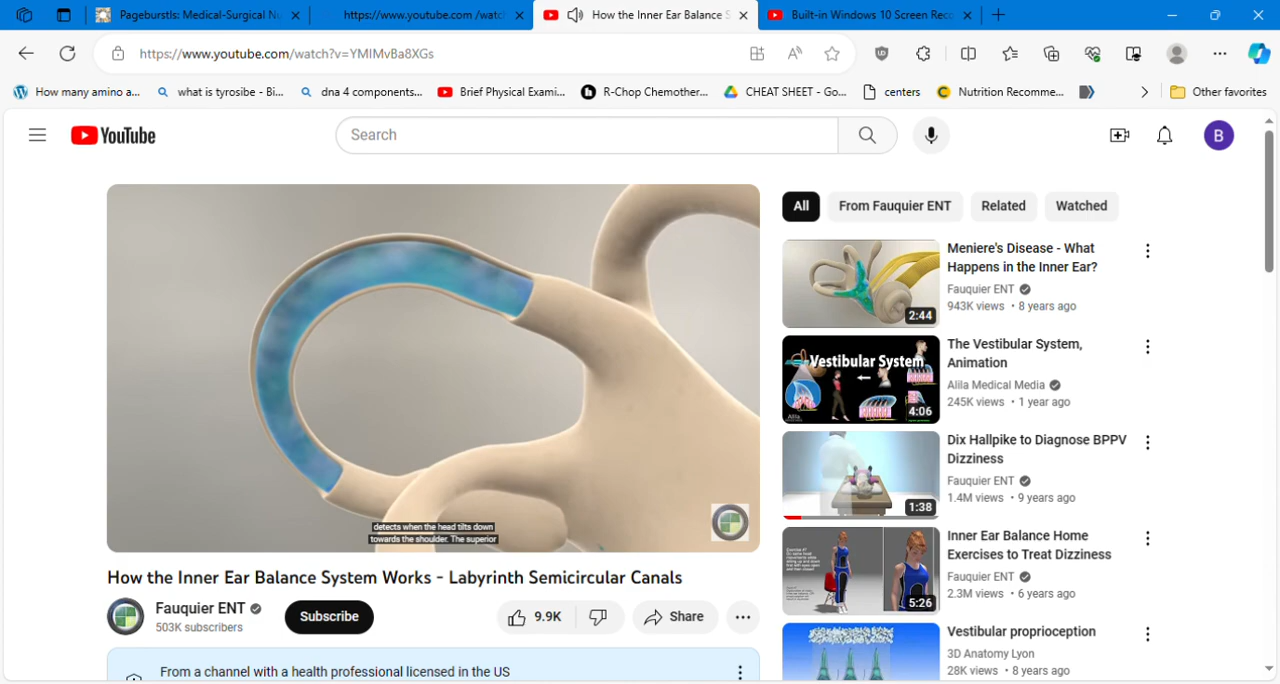 Pageburstls: Medical-Surgical Nu
https://www.youtube.com /watc
How the Inner Ear Balance S
Built-in Windows 10 Screen Reco
https://www.youtube.com/watch?v=YMIMvBa8XGs
How many amino a...
what is tyrosibe - Bi...
dna 4 components...
Brief Physical Exami...
R-Chop Chemother...
CHEAT SHEET - Go...
centers
Nutrition Recomme...
Other favorites
YouTube
Search
B
All
From Fauquier ENT
Related
Watched
detects when the head tilts down
towards the shoulder. The superior
How the Inner Ear Balance System Works - Labyrinth Semicircular Canals
Fauquier ENT
503K subscribers
Subscribe
9.9K
Share
From a channel with a health professional licensed in the US
2:44
Meniere's Disease - What
Happens in the Inner Ear?
Fauquier ENT
943K views • 8 years ago
Vestibular System
Alila
4:06
The Vestibular System,
Animation
Alila Medical Media
245K views • 1 year ago
1:38
Dix Hallpike to Diagnose BPPV
Dizziness
Fauquier ENT
1.4M views • 9 years ago
5:26
Inner Ear Balance Home
Exercises to Treat Dizziness
Fauquier ENT
2.3M views • 6 years ago
Vestibular proprioception
3D Anatomy Lyon
28K views • 8 years ago